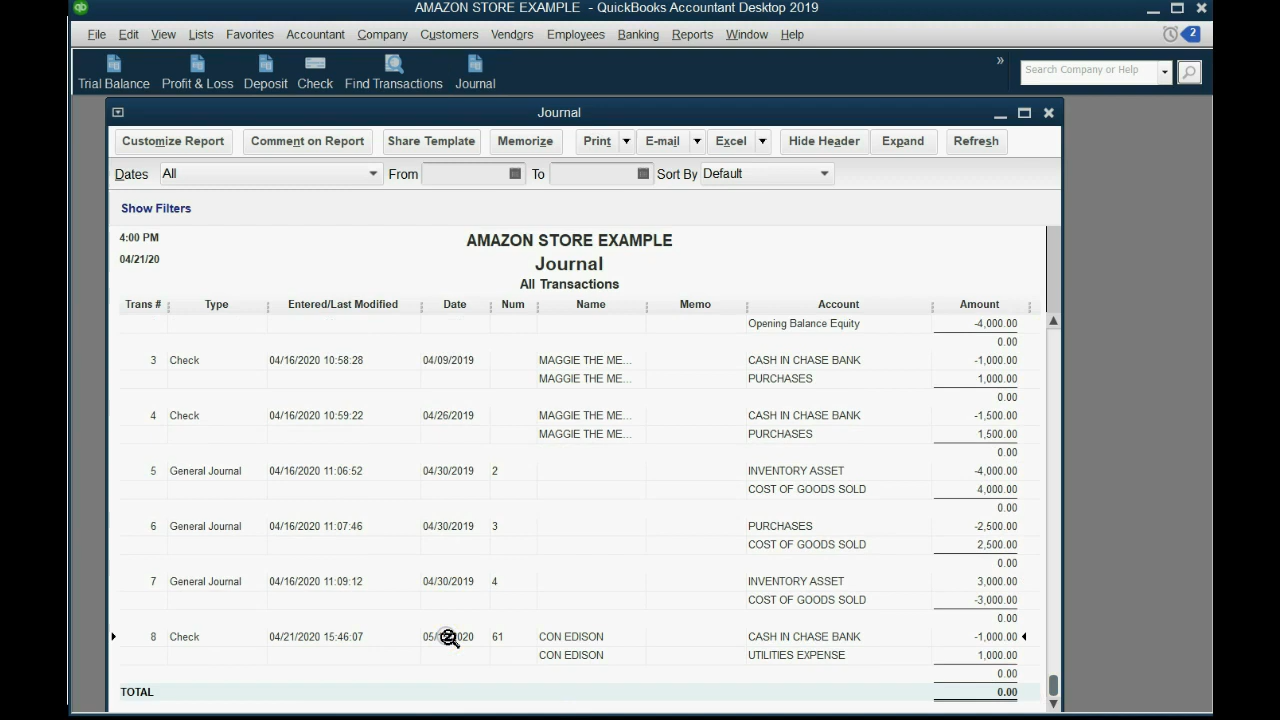 AMAZON STORE EXAMPLE - QuickBooks Accountant Desktop 2019
File Edit View Lists Favorites Accountant Company Customers Vendors Employees Banking Reports Window Help 2
Trial Balance Profit & Loss Deposit Check Find Transactions Journal » Search Company or Help
Journal
Customize Report Comment on Report Share Template Memorize Print E-mail Excel Hide Header Expand Refresh
Dates All From To Sort By Default
Show Filters
4:00 PM AMAZON STORE EXAMPLE
04/21/20 Journal
All Transactions
Trans # Type Entered/Last Modified Date Num Name Memo Account Amount
Opening Balance Equity -4,000.00
0.00
3 Check 04/16/2020 10:58:28 04/09/2019 MAGGIE THE ME... CASH IN CHASE BANK -1,000.00
MAGGIE THE ME... PURCHASES 1,000.00
0.00
4 Check 04/16/2020 10:59:22 04/26/2019 MAGGIE THE ME... CASH IN CHASE BANK -1,500.00
MAGGIE THE ME... PURCHASES 1,500.00
0.00
5 General Journal 04/16/2020 11:06:52 04/30/2019 2 INVENTORY ASSET -4,000.00
COST OF GOODS SOLD 4,000.00
0.00
6 General Journal 04/16/2020 11:07:46 04/30/2019 3 PURCHASES -2,500.00
COST OF GOODS SOLD 2,500.00
0.00
7 General Journal 04/16/2020 11:09:12 04/30/2019 4 INVENTORY ASSET 3,000.00
COST OF GOODS SOLD -3,000.00
0.00
8 Check 04/21/2020 15:46:07 61 CON EDISON CASH IN CHASE BANK -1,000.00
CON EDISON UTILITIES EXPENSE 1,000.00
0.00
TOTAL 0.00